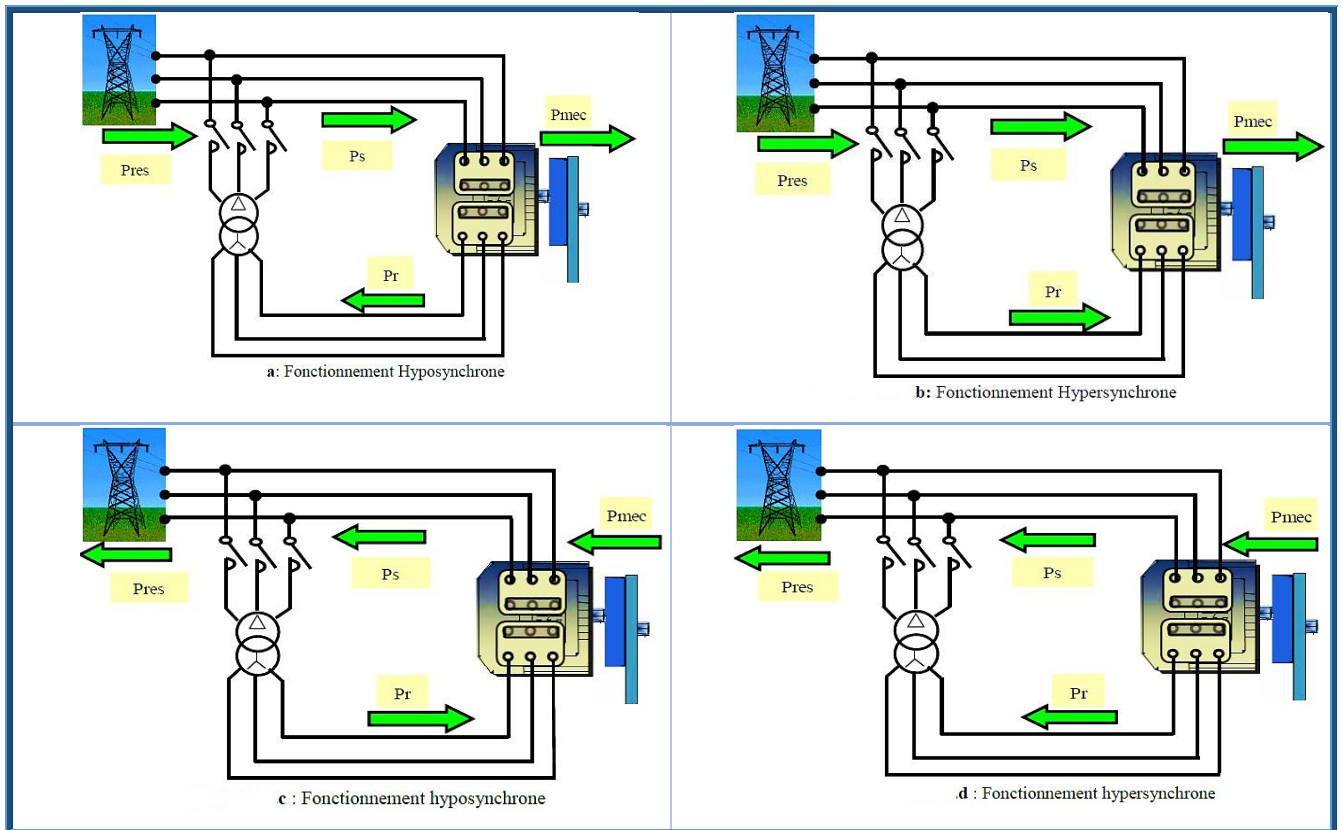 Pres
Ps
Pmec
Pr
a: Fonctionnement Hyposynchrone
Pres
Ps
Pmec
Pr
b: Fonctionnement Hypersynchrone
Pmec
Ps
Pres
Pr
.c : Fonctionnement hyposynchrone
Pmec
Ps
Pres
Pr
.d : Fonctionnement hypersynchrone